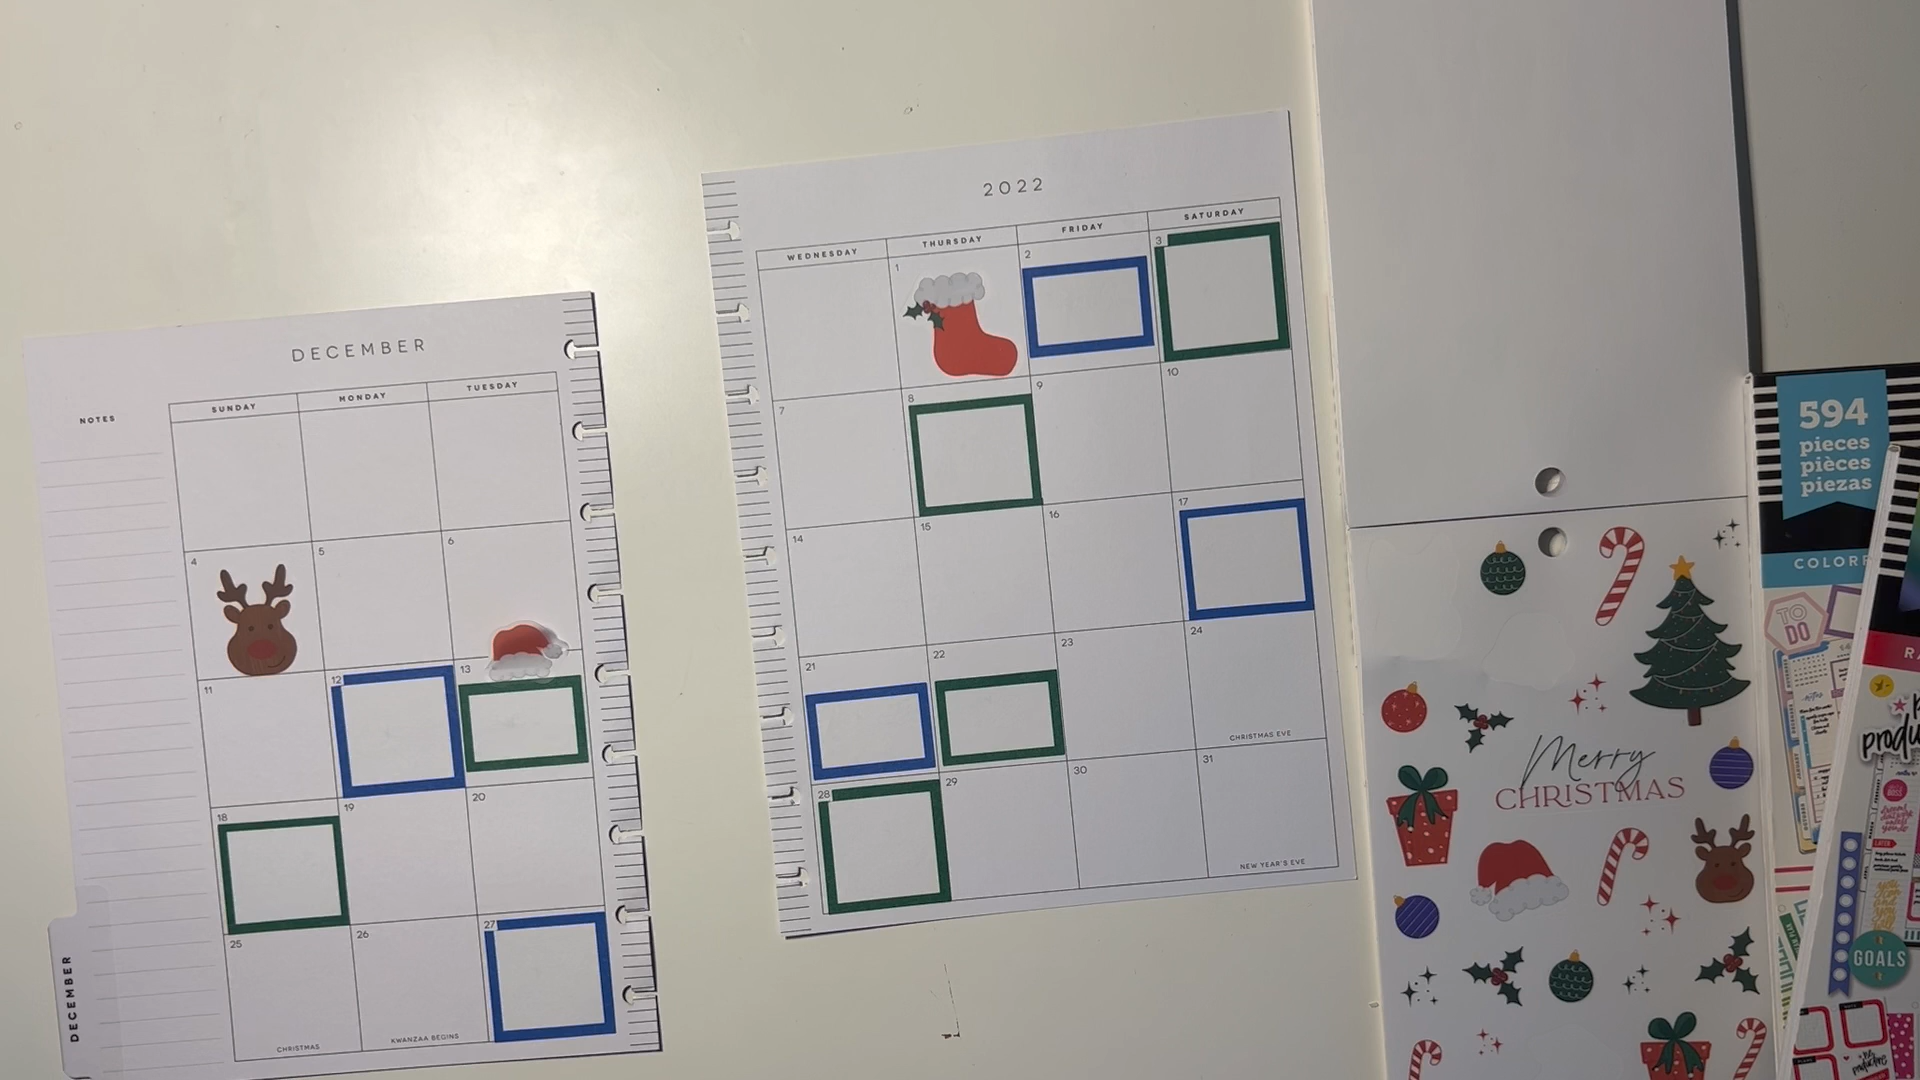 DECEMBER
NOTES
SUNDAY MONDAY TUESDAY
4 5 6
11 12 13
18 19 20
25 26 27
CHRISTMAS KWANZAA BEGINS
DECEMBER
2022
WEDNESDAY THURSDAY FRIDAY SATURDAY
1 2 3
7 8 9 10
14 15 16 17
21 22 23 24
CHRISTMAS EVE
28 29 30 31
NEW YEAR'S EVE
Merry
CHRISTMAS
594
pieces
pièces
piezas
TO
DO
GOALS